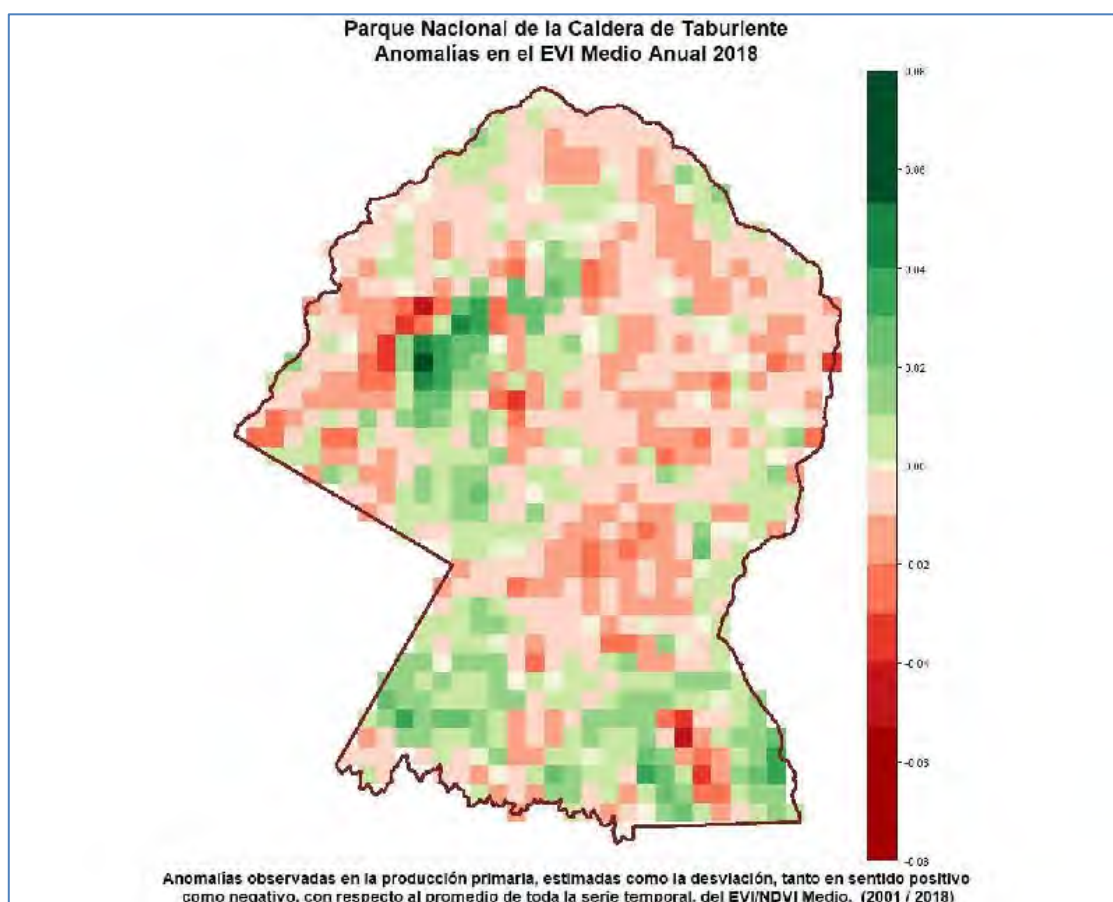 Parque Nacional de la Caldera de Taburiente
Anomalías en el EVI Medio Anual 2018
0.08
0.06
0.04
0.02
0.00
-0.02
-0.04
-0.06
-0.08
Anomalías observadas en la producción primaria, estimadas como la desviación, tanto en sentido positivo
como negativo, con respecto al promedio de toda la serie temporal, del EVI/NDVI Medio. (2001 / 2018)